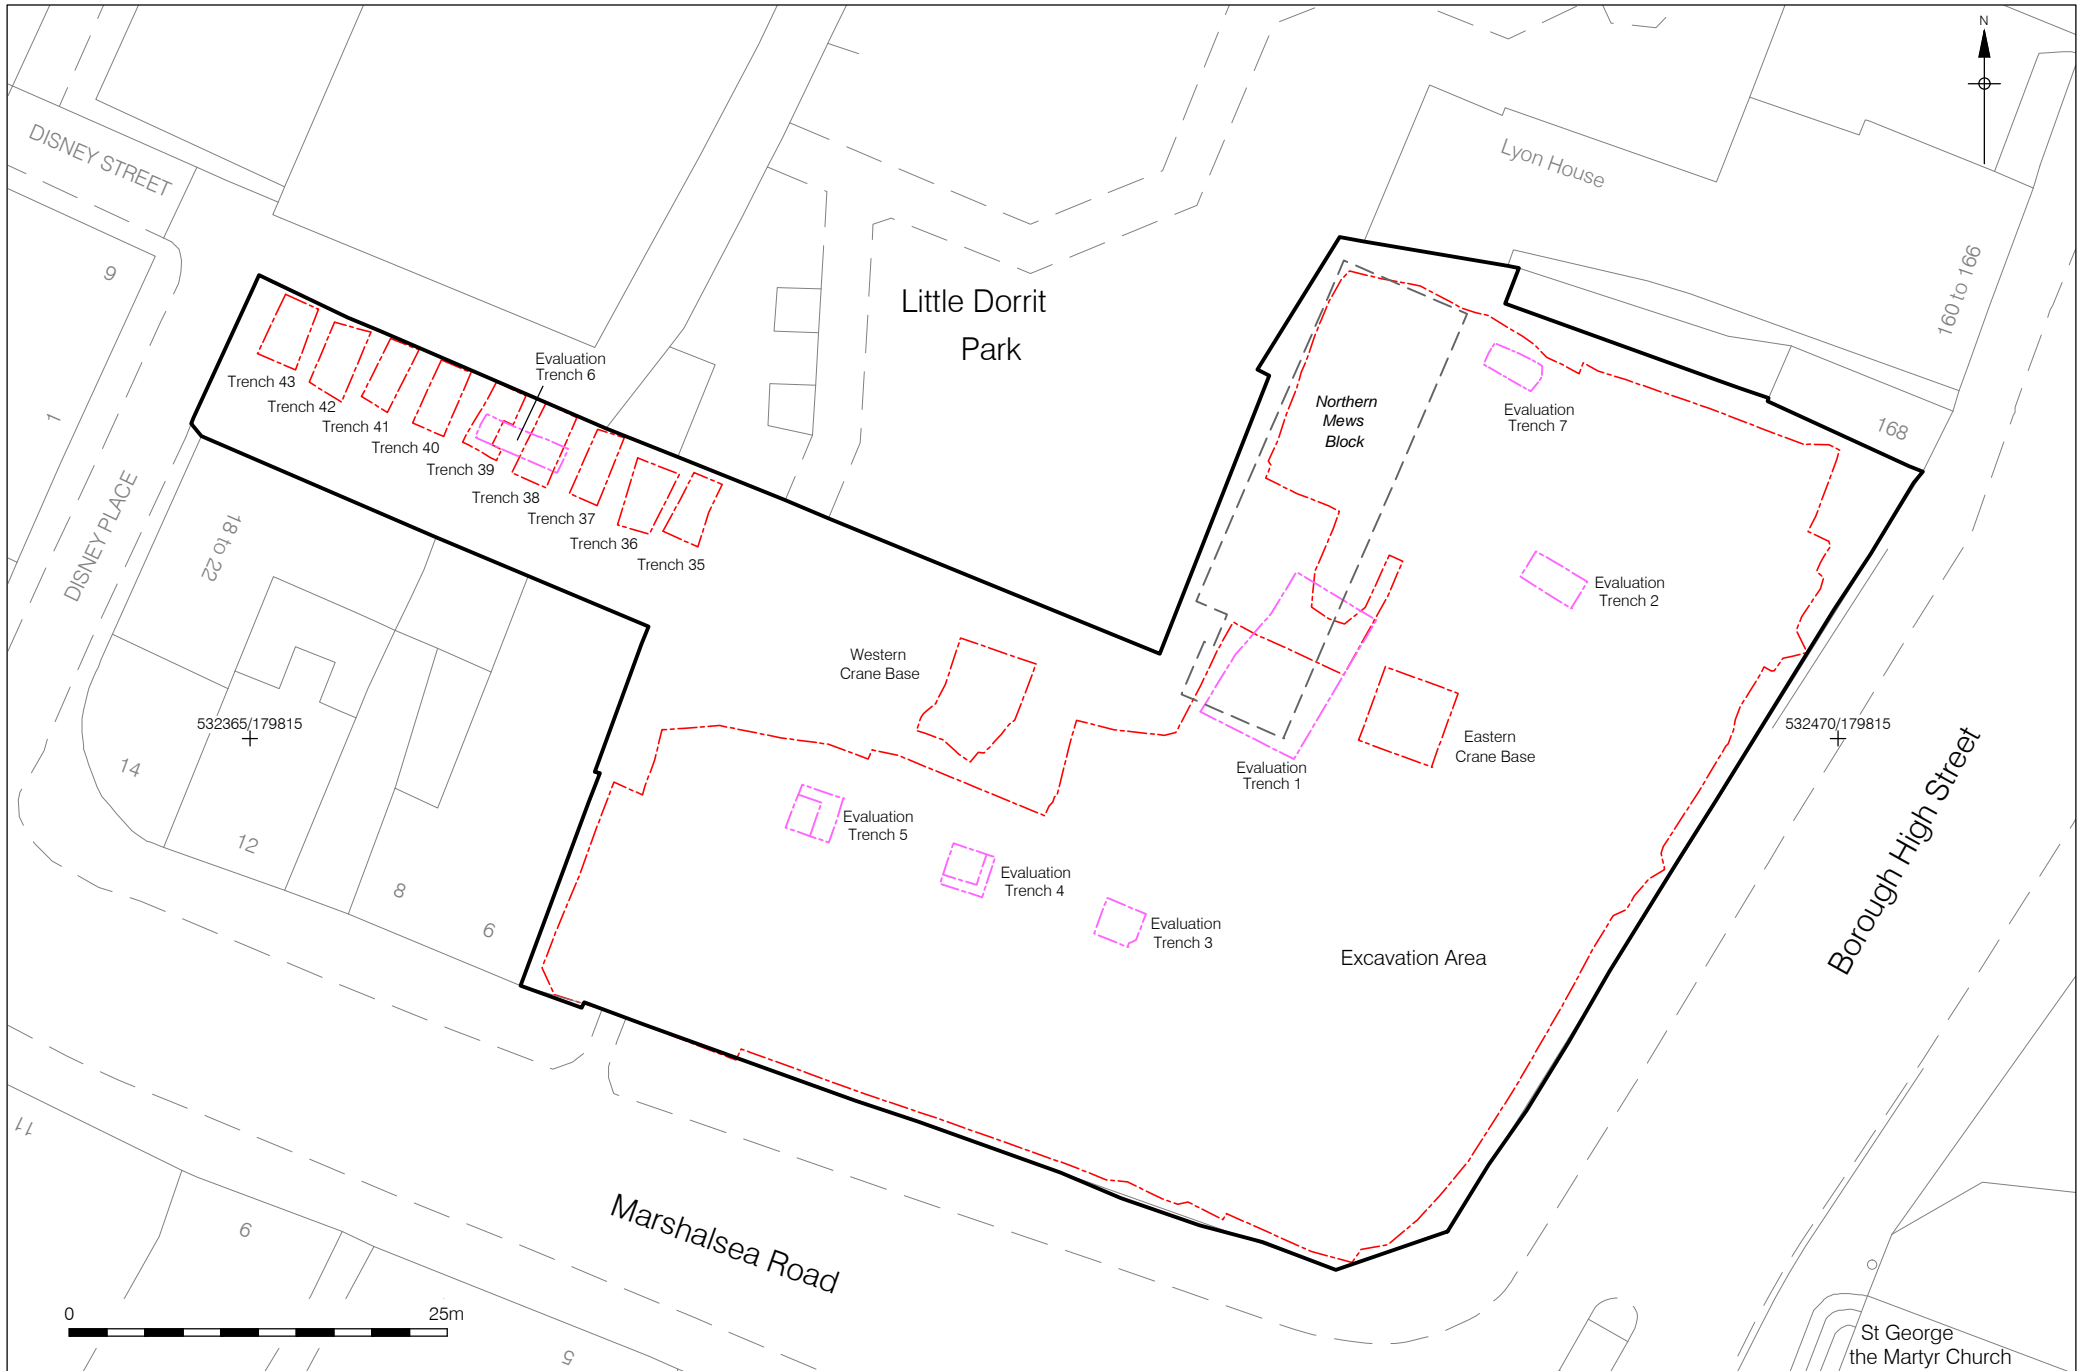 N
DISNEY STREET
Lyon House
9
160 to 166
Little Dorrit
Park
Evaluation
Trench 6
Trench 43
Trench 42
Trench 41
Trench 40
Trench 39
Trench 38
Trench 37
Trench 36
Trench 35
Northern
Mews
Block
Evaluation
Trench 7
168
1
DISNEY PLACE
18 to 22
Evaluation
Trench 2
Western
Crane Base
532365/179815
532470/179815
Eastern
Crane Base
Evaluation
Trench 1
14
12
8
6
Evaluation
Trench 5
Evaluation
Trench 4
Evaluation
Trench 3
Excavation Area
Borough High Street
11
9
5
Marshalsea Road
0 25m
St George
the Martyr Church